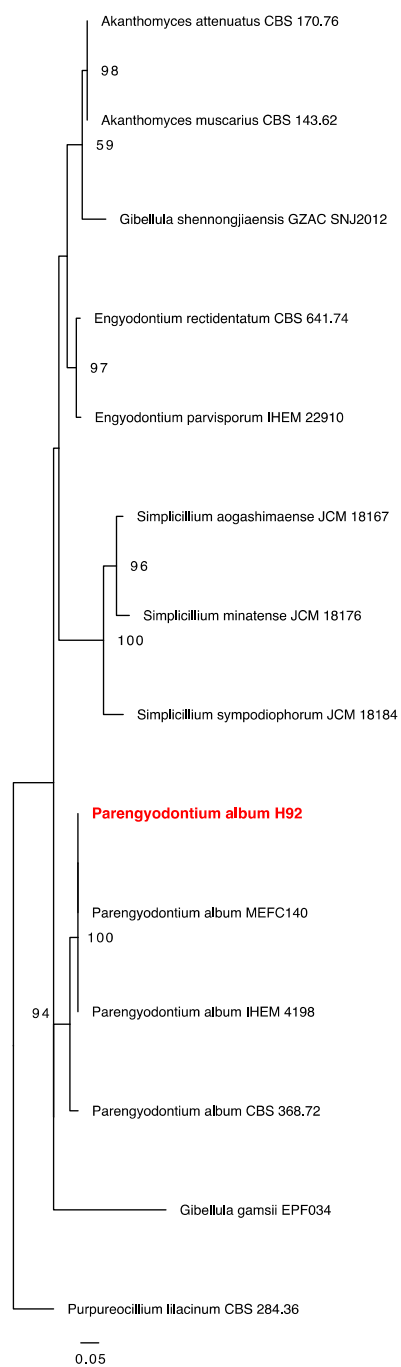 Akanthomyces attenuatus CBS 170.76
98
Akanthomyces muscarius CBS 143.62
59
Gibellula shennongjiaensis GZAC SNJ2012
Engyodontium rectidentatum CBS 641.74
97
Engyodontium parvisporum IHEM 22910
Simplicillium aogashimaense JCM 18167
96
Simplicillium minatense JCM 18176
100
Simplicillium sympodiophorum JCM 18184
Parengyodontium album H92
Parengyodontium album MEFC140
100
Parengyodontium album IHEM 4198
94
Parengyodontium album CBS 368.72
Gibellula gamsii EPF034
Purpureocillium lilacinum CBS 284.36
0.05